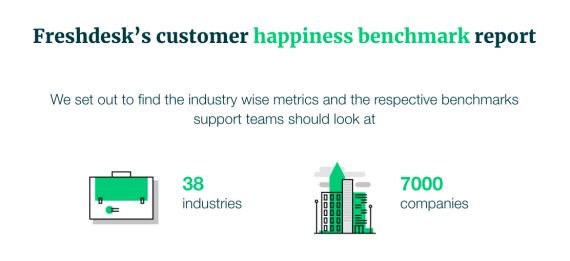 Freshdesk’s customer happiness benchmark report
We set out to find the industry wise metrics and the respective benchmarks
support teams should look at
38
industries
7000
companies